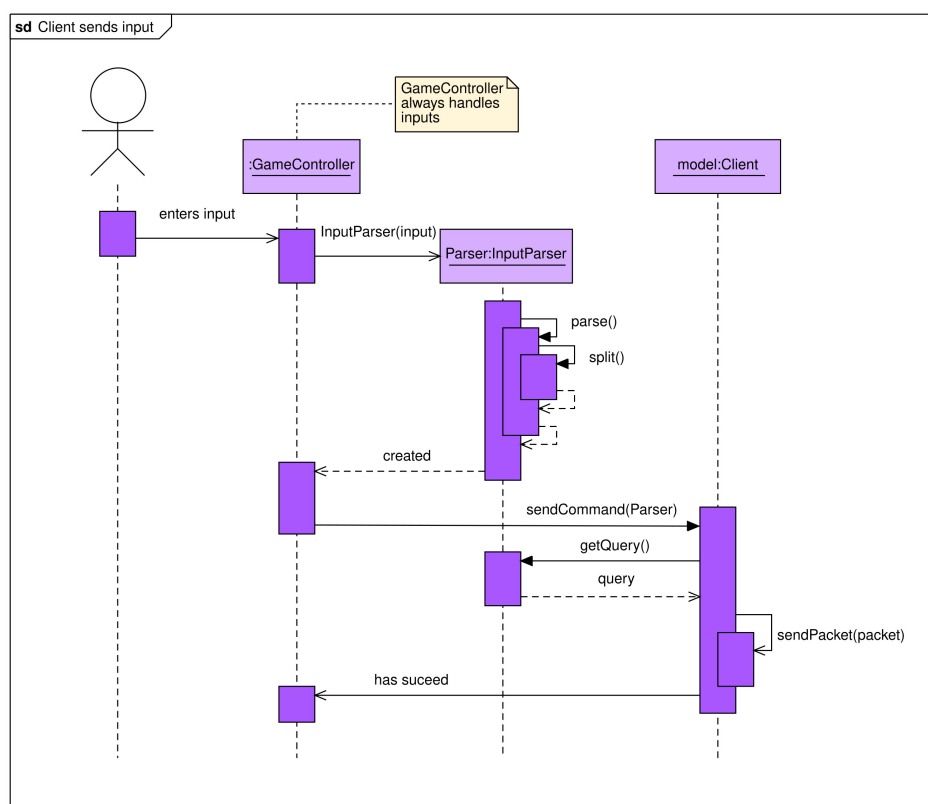 sd Client sends input
GameController
always handles
inputs
:GameController
model:Client
enters input
InputParser(input)
Parser:InputParser
parse()
split()
created
sendCommand(Parser)
getQuery()
query
sendPacket(packet)
has suceed